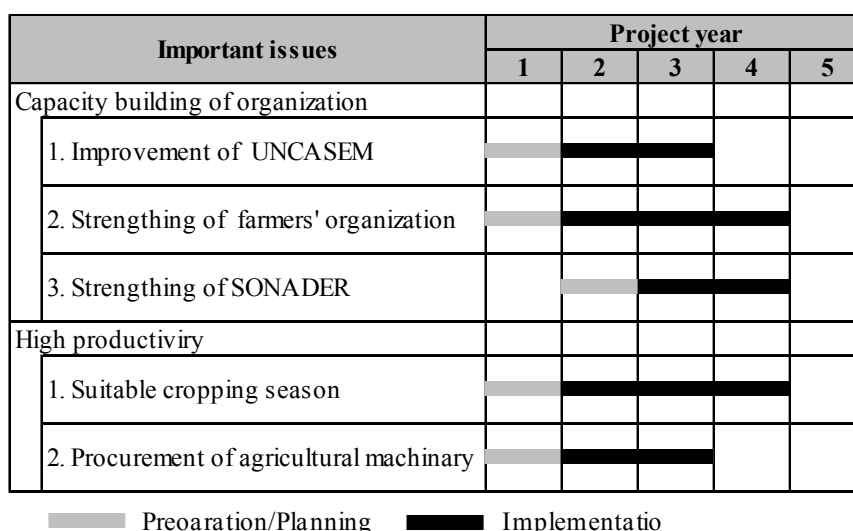 Important issues
Project year
1 2 3 4 5
Capacity building of organization
1. Improvement of UNCASEM
2. Strengthing of farmers' organization
3. Strengthing of SONADER
High productiviry
1. Suitable cropping season
2. Procurement of agricultural machinary
Preoaration/Planning Implementatio